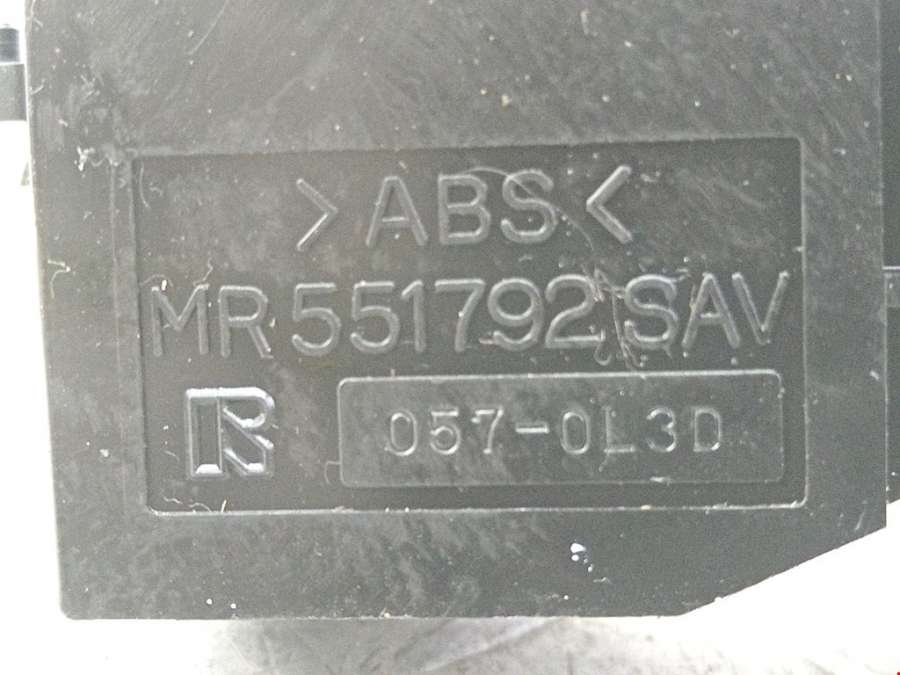 >ABS<
MR551792 SAV
R
057-0L3D